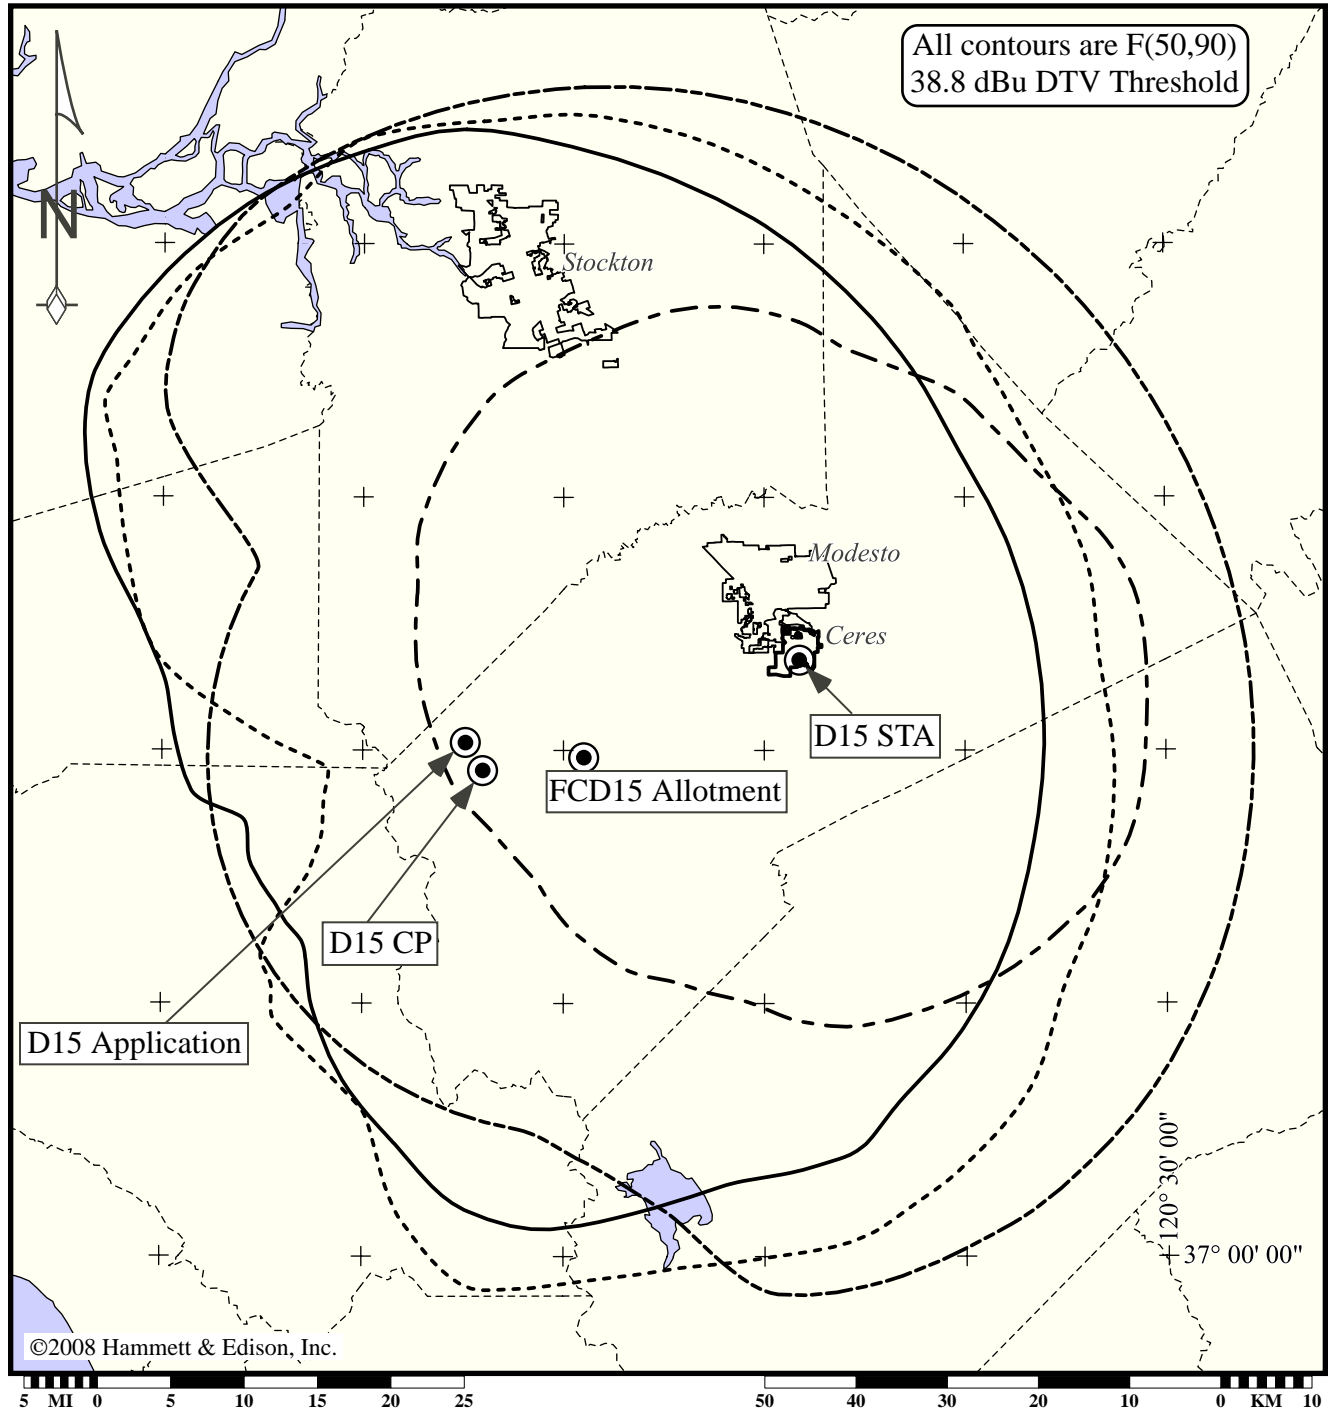 All contours are F(50,90)
38.8 dBu DTV Threshold
N
Stockton
Modesto
Ceres
D15 STA
FCD15 Allotment
D15 CP
D15 Application
120° 30' 00"
37° 00' 00"
©2008 Hammett & Edison, Inc.
5 MI 0 5 10 15 20 25 50 40 30 20 10 0 KM 10